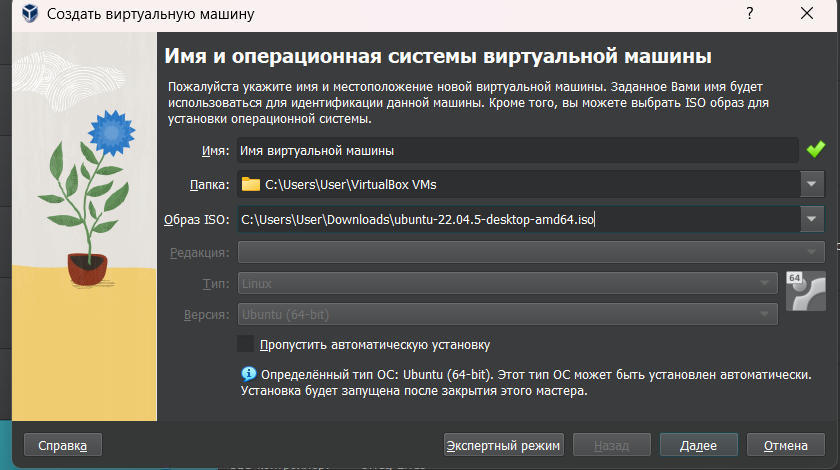 Создать виртуальную машину
?
Имя и операционная системы виртуальной машины
Пожалуйста укажите имя и местоположение новой виртуальной машины. Заданное Вами имя будет
использоваться для идентификации данной машины. Кроме того, вы можете выбрать ISO образ для
установки операционной системы.
Имя: Имя виртуальной машины
Папка: C:\Users\User\VirtualBox VMs
Образ ISO: C:\Users\User\Downloads\ubuntu-22.04.5-desktop-amd64.iso
Редакция:
Тип: Linux
64
Версия: Ubuntu (64-bit)
Пропустить автоматическую установку
Определённый тип ОС: Ubuntu (64-bit). Этот тип ОС может быть установлен автоматически.
Установка будет запущена после закрытия этого мастера.
Справка Экспертный режим Назад Далее Отмена